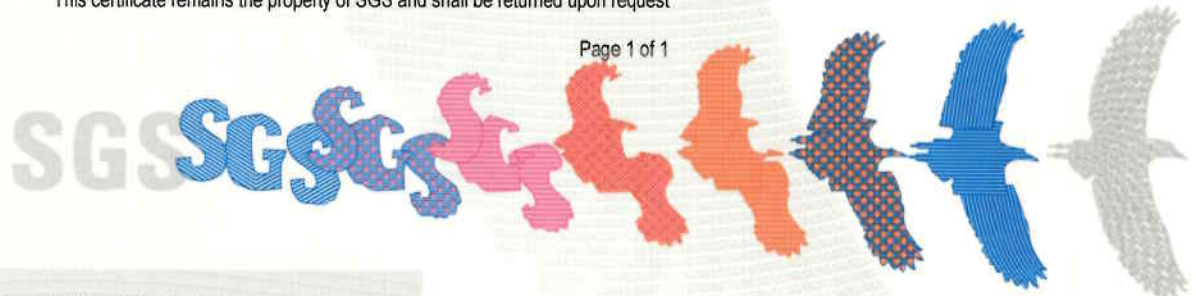 This certificate remains the property of SGS and shall be returned upon request
Page 1 of 1
SGS SGS SGS